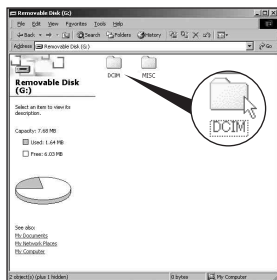 Removable Disk (G:)
File Edit View Favorites Tools Help
Back Search Folders History
Address Removable Disk (G:) Go
Removable Disk
(G:)
DCIM MISC
DCIM
Select an item to view its
description.
Capacity: 7.68 MB
Used: 1.64 MB
Free: 6.03 MB
See also:
My Documents
My Network Places
My Computer
2 object(s) (plus 1 hidden) 0 bytes My Computer